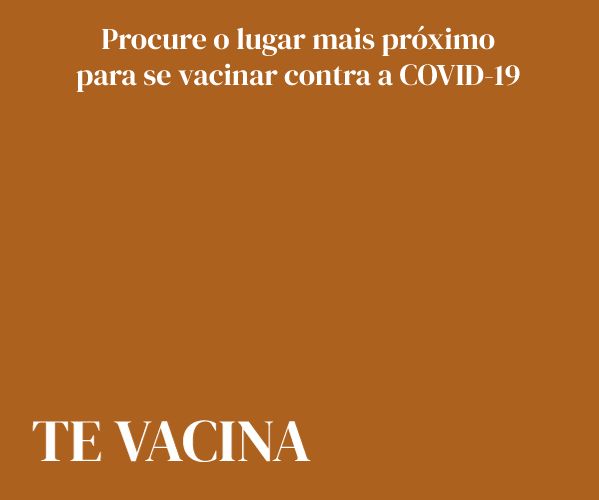 Procure o lugar mais próximo
para se vacinar contra a COVID-19
TE VACINA